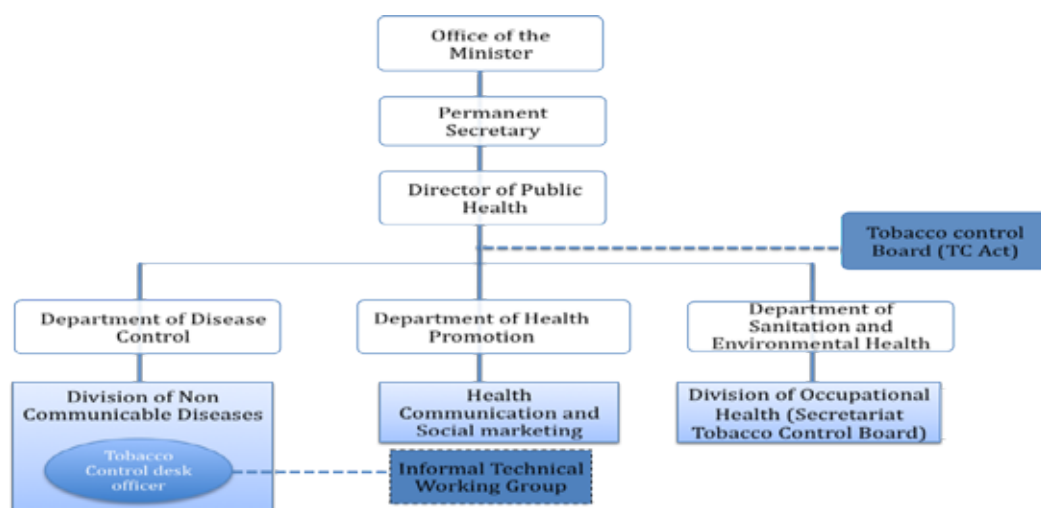 Office of the
Minister
Permanent
Secretary
Director of Public
Health
Tobacco control
Board (TC Act)
Department of Disease
Control
Department of Health
Promotion
Department of
Sanitation and
Environmental Health
Division of Non
Communicable Diseases
Tobacco
Control desk
officer
Health
Communication and
Social marketing
Informal Technical
Working Group
Division of Occupational
Health (Secretariat
Tobacco Control Board)